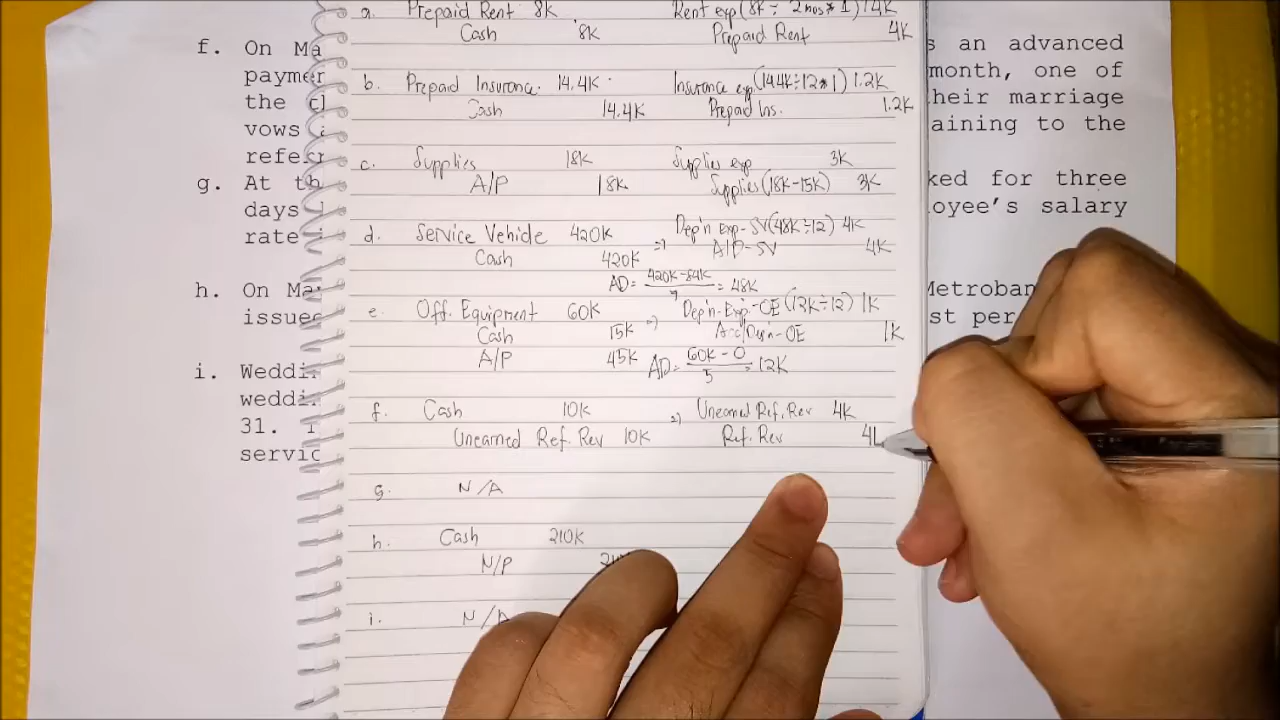 a. Prepaid Rent 8K Rent exp(8K ÷ 2mos*1) 4K
Cash 8K Prepaid Rent 4K
b. Prepaid Insurance 14.4K Insurance exp(14.4K÷12*1) 1.2K
Cash 14.4K Prepaid Ins. 1.2K
c. Supplies 18K Supplies exp 3K
A/P 18K Supplies(18K-15K) 3K
d. Service Vehicle 420K Dep'n exp-SV(48K÷12) 4K
Cash 420K A/D-SV 4K
AD= 420K-84K = 48K
7
e. Off. Equipment 60K Dep'n-Exp-OE(12K÷12) 1K
Cash 15K Acc Dep'n-OE 1K
A/P 45K AD= 60K-0 = 12K
5
f. Cash 10K Unearned Ref. Rev 4K
Unearned Ref. Rev 10K Ref. Rev
g. N/A
h. Cash 210K
N/P
i. N/A
f. On Ma
the
vows
g. At th
days
rate
h. On Ma
issue
i.
31.
servic
s an advanced
month, one of
heir marriage
aining to the
ked for three
oyee's salary
Metroban
st per